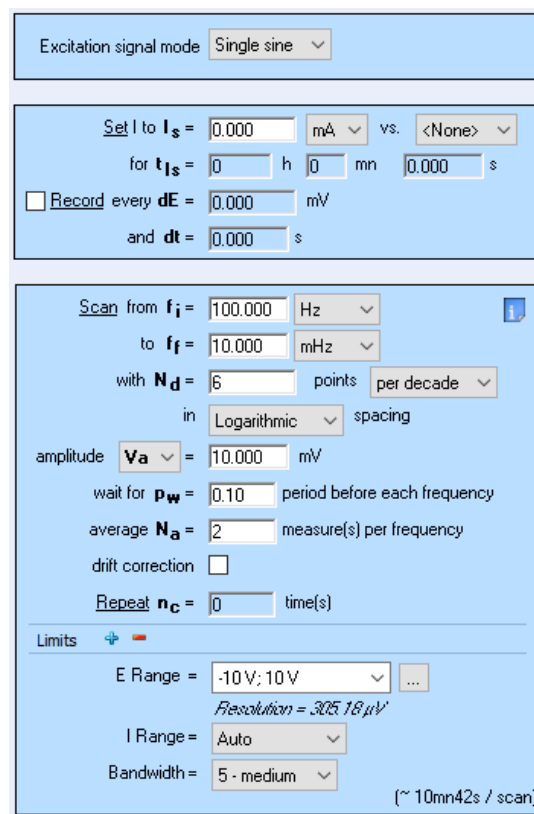 Excitation signal mode Single sine
Set I to Is = 0.000 mA vs. <None>
for tIs = 0 h 0 mn 0.000 s
Record every dE = 0.000 mV
and dt = 0.000 s
Scan from fi = 100.000 Hz
to ff = 10.000 mHz
with Nd = 6 points per decade
in Logarithmic spacing
amplitude Va = 10.000 mV
wait for pw = 0.10 period before each frequency
average Na = 2 measure(s) per frequency
drift correction
Repeat nc = 0 time(s)
Limits
E Range = -10 V; 10 V ...
Resolution = 305.18 µV
I Range = Auto
Bandwidth = 5 - medium
(~ 10mn42s / scan)